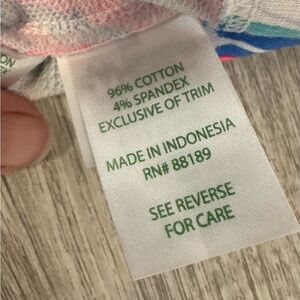 96% COTTON
4% SPANDEX
EXCLUSIVE OF TRIM
MADE IN INDONESIA
RN# 88189
SEE REVERSE
FOR CARE